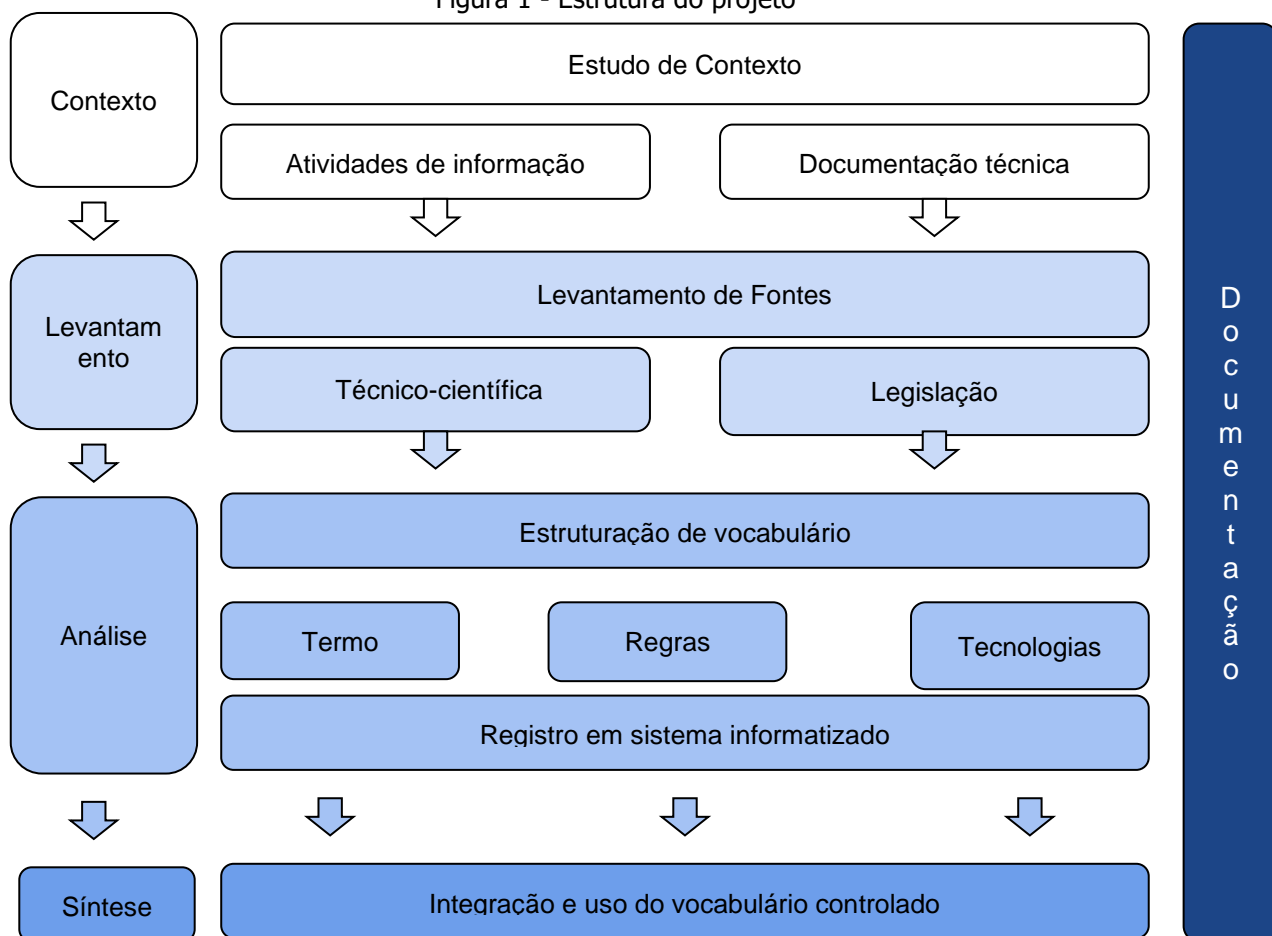 Figura 1 - Estrutura do projeto
Contexto
Estudo de Contexto
Atividades de informação
Documentação técnica
Levantam
ento
Levantamento de Fontes
Técnico-científica
Legislação
Análise
Estruturação de vocabulário
Termo
Regras
Tecnologias
Registro em sistema informatizado
Síntese
Integração e uso do vocabulário controlado
D
o
c
u
m
e
n
t
a
ç
ã
o